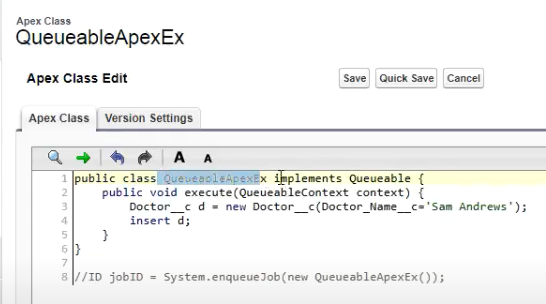 Apex Class
QueueableApexEx
Apex Class Edit
Save Quick Save Cancel
Apex Class Version Settings
A A
1 public class QueueableApexEx implements Queueable {
2 public void execute(QueueableContext context) {
3 Doctor__c d = new Doctor__c(Doctor_Name__c='Sam Andrews');
4 insert d;
5 }
6 }
7
8 //ID jobID = System.enqueueJob(new QueueableApexEx());